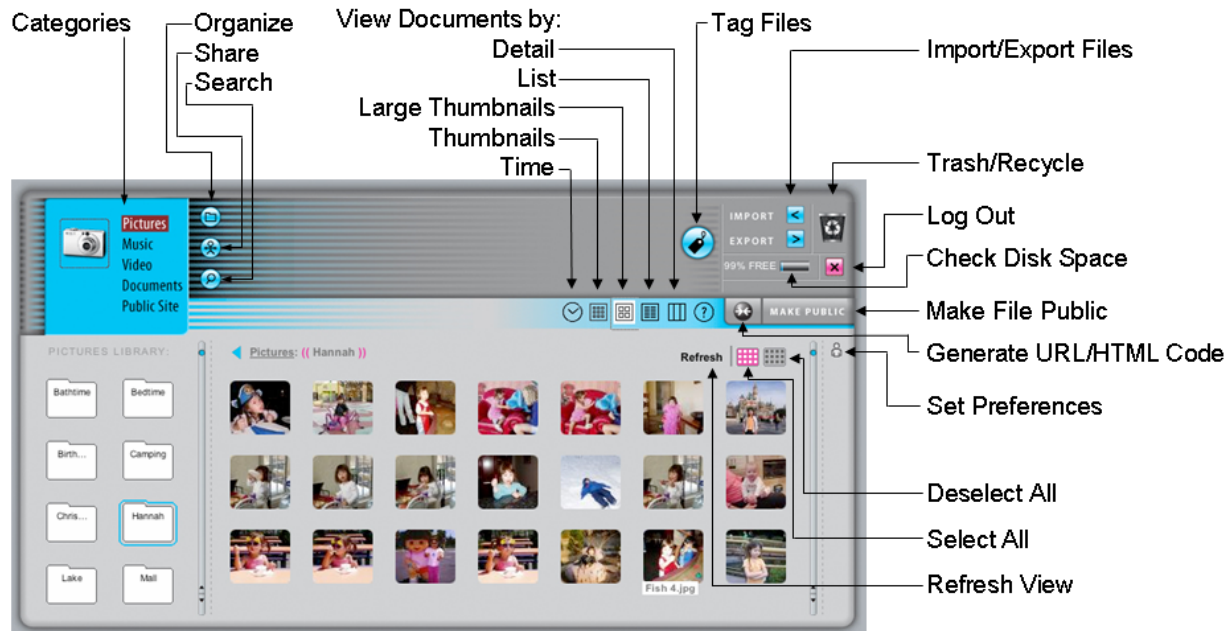 Categories
Organize
Share
Search
View Documents by:
Detail
List
Large Thumbnails
Thumbnails
Time
Tag Files
Import/Export Files
Trash/Recycle
Log Out
Check Disk Space
Make File Public
Generate URL/HTML Code
Set Preferences
Deselect All
Select All
Refresh View
Pictures
Music
Video
Documents
Public Site
IMPORT <
EXPORT >
99% FREE
?
MAKE PUBLIC
PICTURES LIBRARY:
Pictures: (( Hannah ))
Refresh
Bathtime
Bedtime
Birth...
Camping
Chris...
Hannah
Lake
Mall
Fish 4.jpg